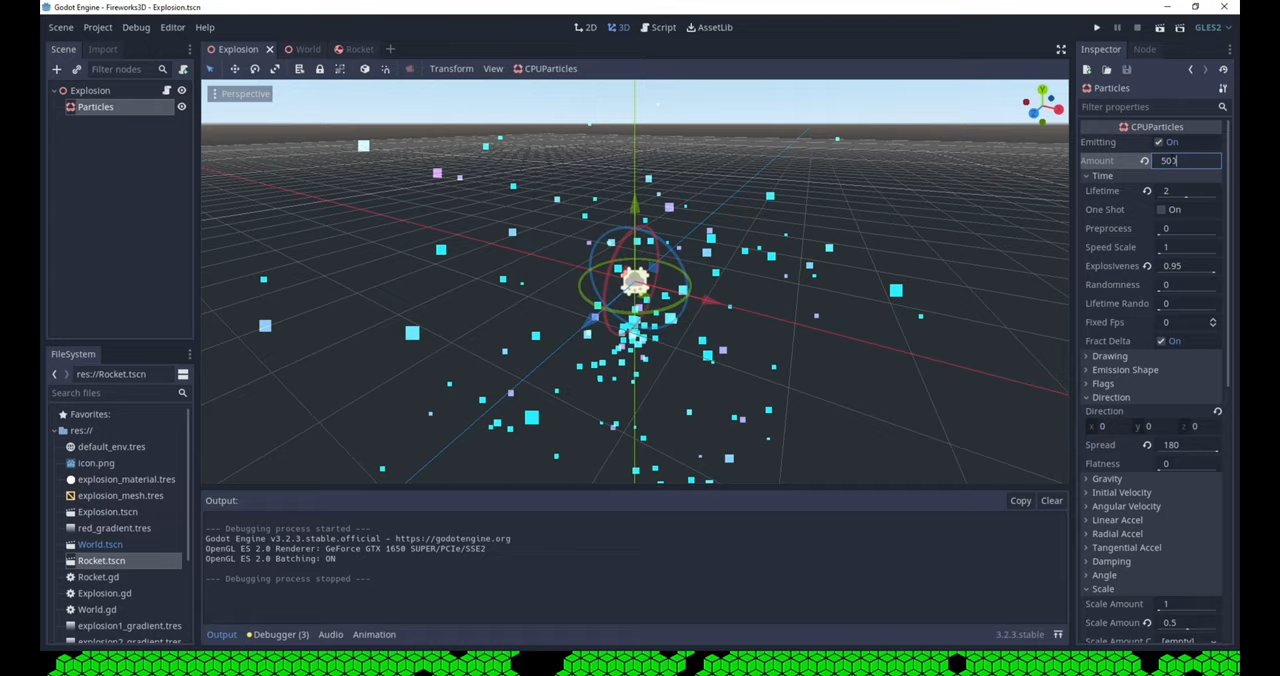 Godot Engine - Fireworks3D - Explosion.tscn
Scene Project Debug Editor Help
2D 3D Script AssetLib
GLES2
Scene Import
Filter nodes
Explosion
Particles
Explosion World Rocket
Transform View CPUParticles
Perspective
Y
X
Z
Inspector Node
Particles
Filter properties
CPUParticles
Emitting On
Amount 500
Time
Lifetime 2
One Shot On
Preprocess 0
Speed Scale 1
Explosivenes 0.95
Randomness 0
Lifetime Rando 0
Fixed Fps 0
Fract Delta On
Drawing
Emission Shape
Flags
Direction
Direction
x 0 y 0 z 0
Spread 180
Flatness 0
Gravity
Initial Velocity
Angular Velocity
Linear Accel
Radial Accel
Tangential Accel
Damping
Angle
Scale
Scale Amount 1
Scale Amoun 0.5
Scale Amount C [empty]
FileSystem
res://Rocket.tscn
Search files
Favorites:
res://
default_env.tres
icon.png
explosion_material.tres
explosion_mesh.tres
Explosion.tscn
red_gradient.tres
World.tscn
Rocket.tscn
Rocket.gd
Explosion.gd
World.gd
explosion1_gradient.tres
explosion2_gradient.tres
Output: Copy Clear
--- Debugging process started ---
Godot Engine v3.2.3.stable.official - https://godotengine.org
OpenGL ES 2.0 Renderer: GeForce GTX 1650 SUPER/PCIe/SSE2
OpenGL ES 2.0 Batching: ON
--- Debugging process stopped ---
Output Debugger (3) Audio Animation 3.2.3.stable